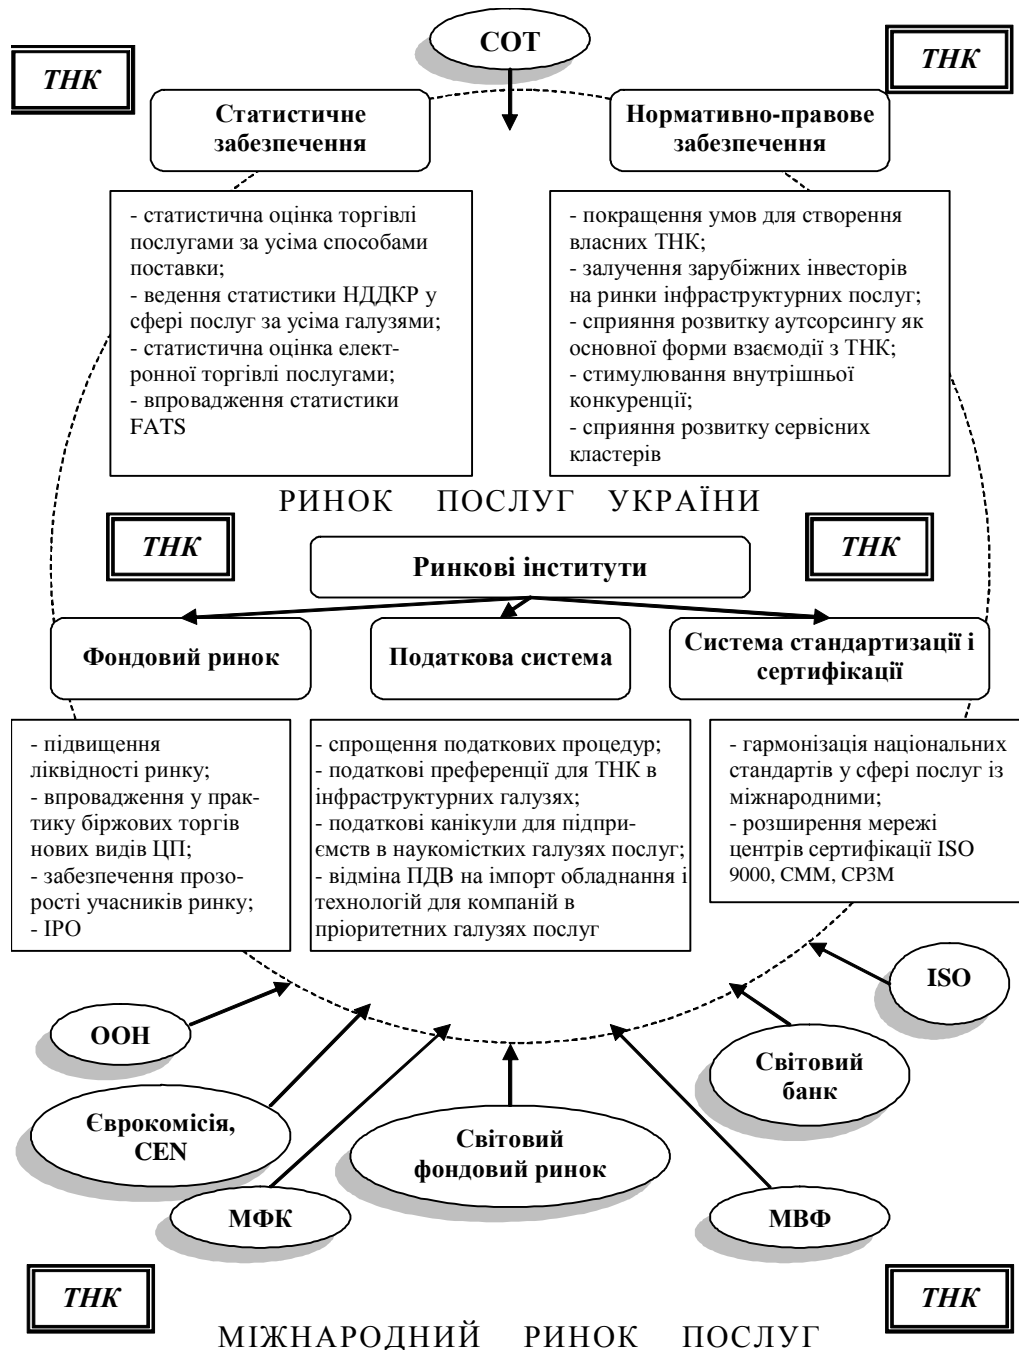 СОТ
ТНК
ТНК
Статистичне
забезпечення
Нормативно-правове
забезпечення
- статистична оцінка торгівлі
послугами за усіма способами
поставки;
- ведення статистики НДДКР у
сфері послуг за усіма галузями;
- статистична оцінка елект-
ронної торгівлі послугами;
- впровадження статистики
FATS
- покращення умов для створення
власних ТНК;
- залучення зарубіжних інвесторів
на ринки інфраструктурних послуг;
- сприяння розвитку аутсорсингу як
основної форми взаємодії з ТНК;
- стимулювання внутрішньої
конкуренції;
- сприяння розвитку сервісних
кластерів
РИНОК ПОСЛУГ УКРАЇНИ
ТНК
ТНК
Ринкові інститути
Фондовий ринок
Податкова система
Система стандартизації і
сертифікації
- підвищення
ліквідності ринку;
- впровадження у прак-
тику біржових торгів
нових видів ЦП;
- забезпечення прозо-
рості учасників ринку;
- IPO
- спрощення податкових процедур;
- податкові преференції для ТНК в
інфраструктурних галузях;
- податкові канікули для підпри-
ємств в наукомістких галузях послуг;
- відміна ПДВ на імпорт обладнання і
технологій для компаній в
пріоритетних галузях послуг
- гармонізація національних
стандартів у сфері послуг із
міжнародними;
- розширення мережі
центрів сертифікації ISO
9000, СММ, СР3М
ISO
ООН
Світовий
банк
Єврокомісія,
CEN
Світовий
фондовий ринок
МФК
МВФ
ТНК
ТНК
МІЖНАРОДНИЙ РИНОК ПОСЛУГ